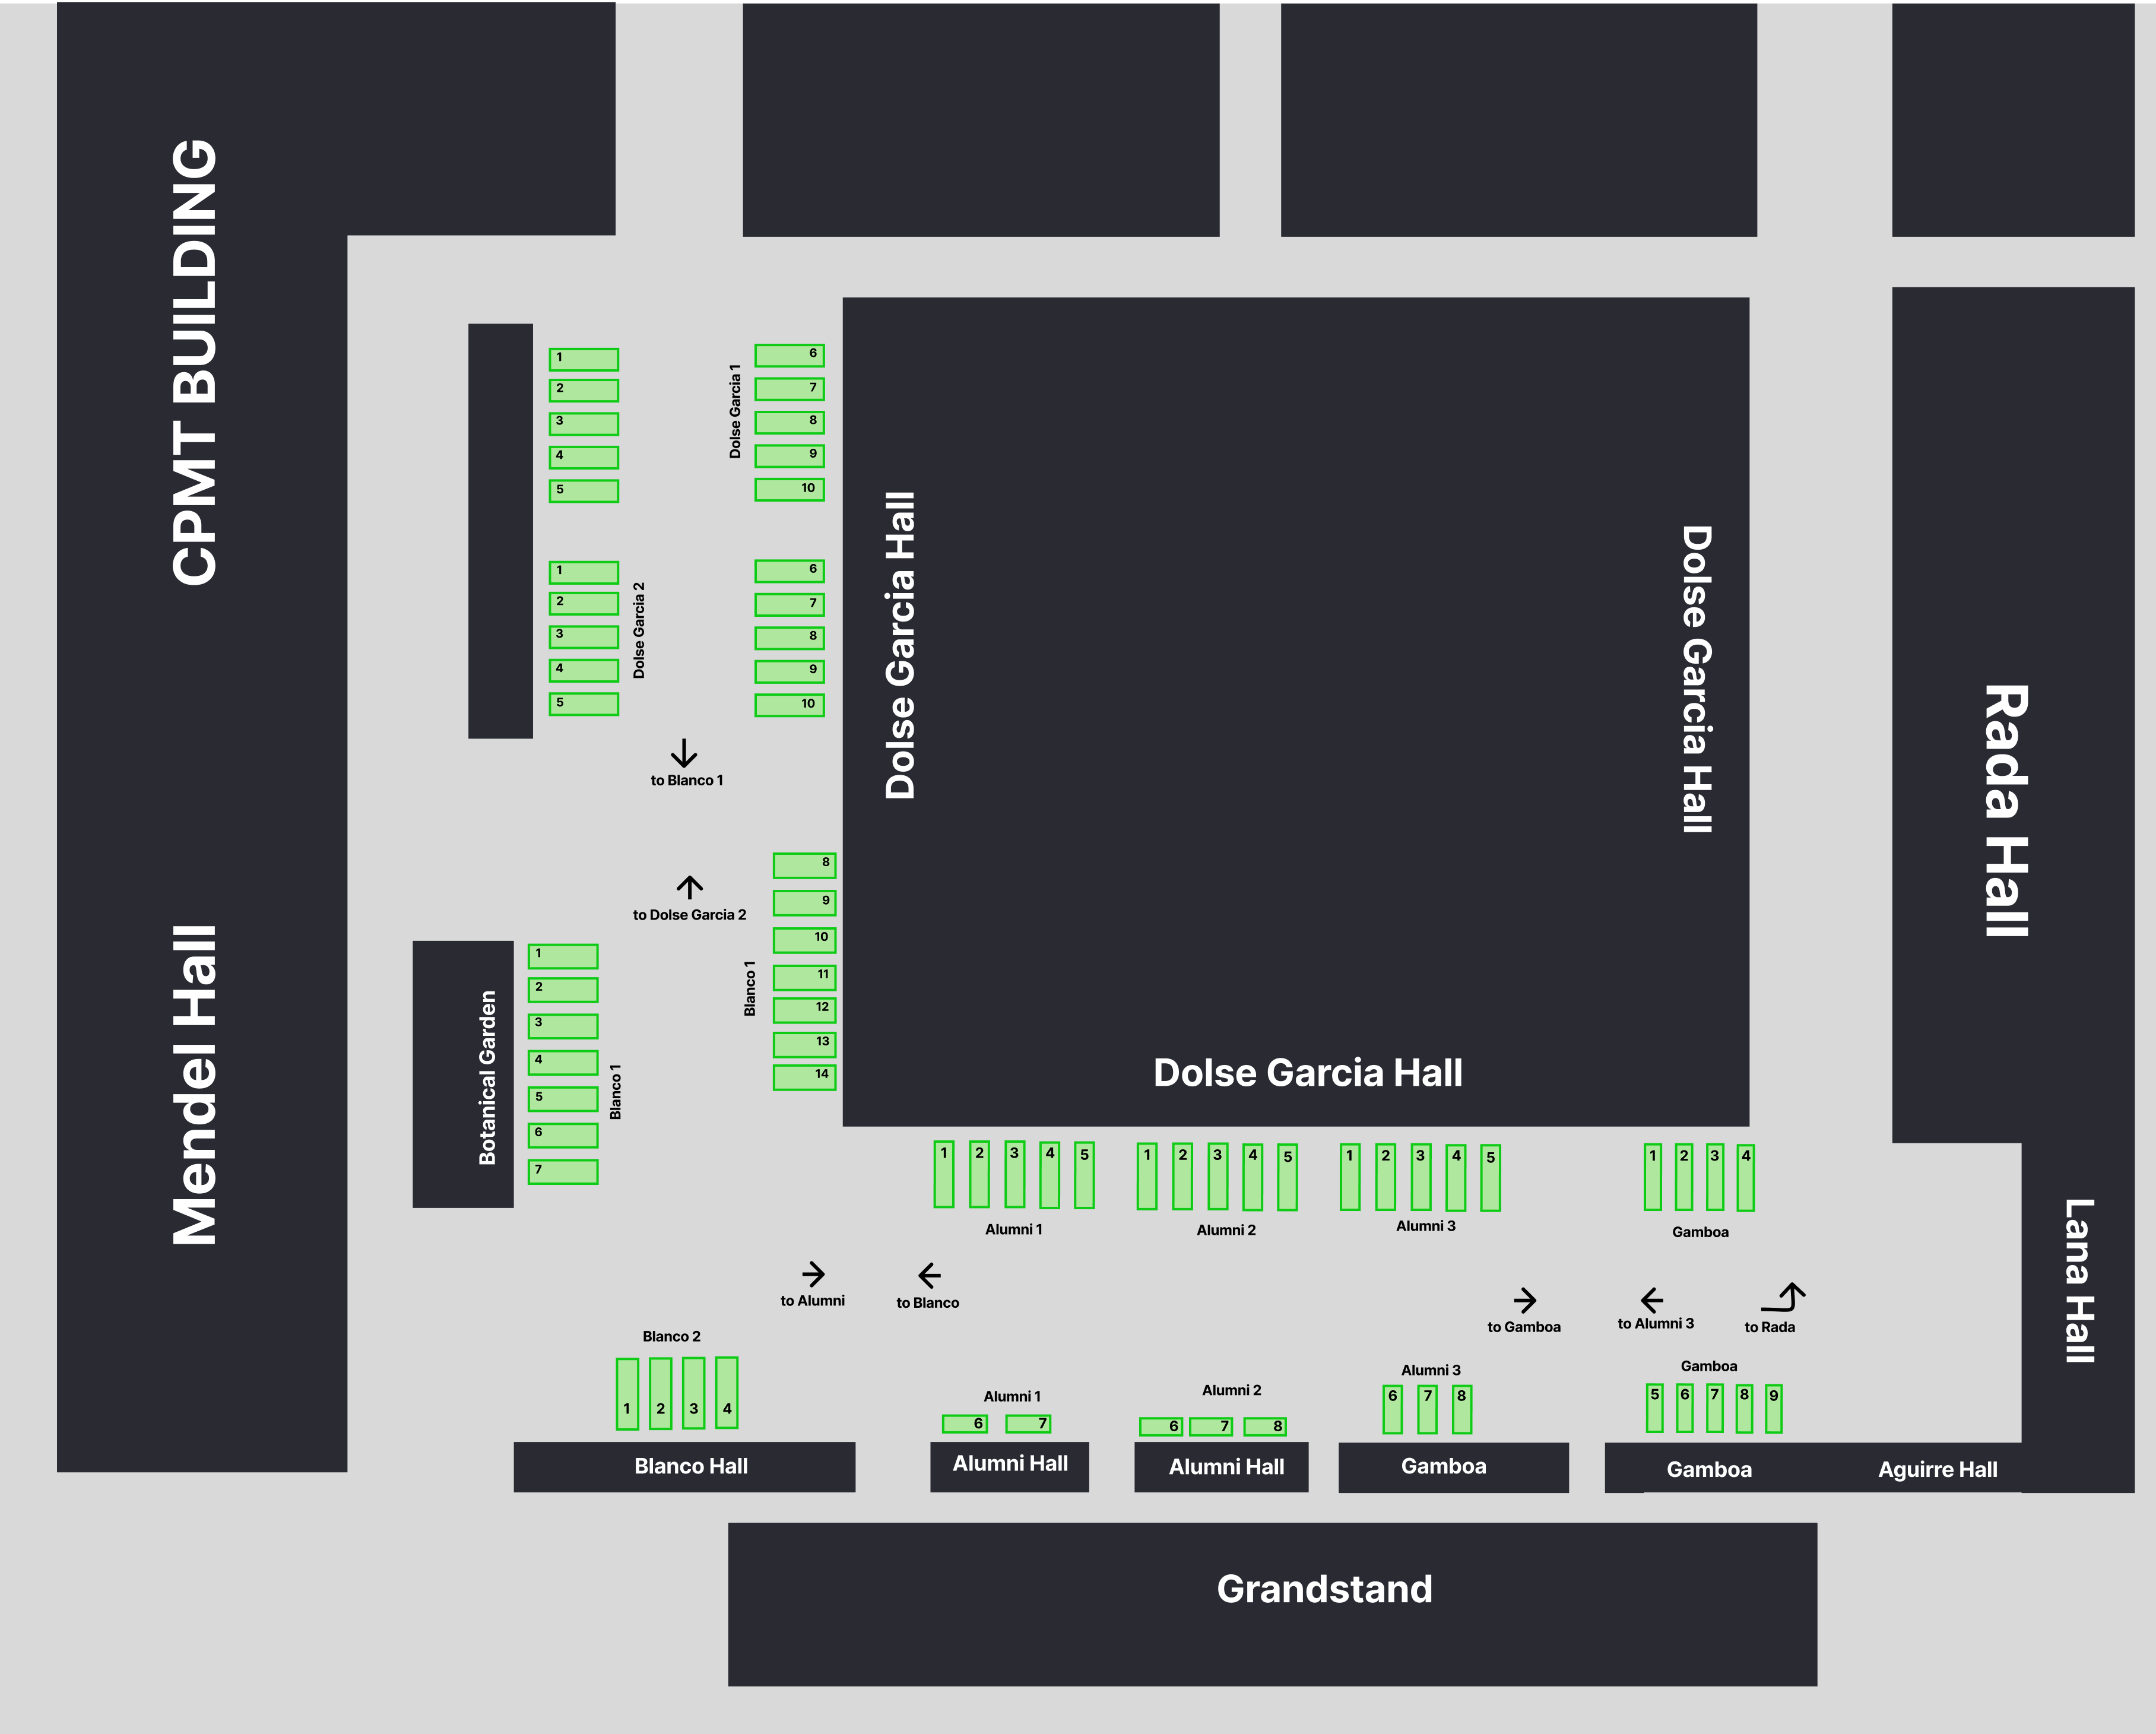 CPMT BUILDING
Mendel Hall
1
2
3
4
5
Dolse Garcia 1
6
7
8
9
10
1
2
3
4
5
Dolse Garcia 2
6
7
8
9
10
to Blanco 1
to Dolse Garcia 2
Botanical Garden
1
2
3
4
5
6
7
Blanco 1
Blanco 1
8
9
10
11
12
13
14
Dolse Garcia Hall
Dolse Garcia Hall
Dolse Garcia Hall
Rada Hall
Lana Hall
1 2 3 4 5
Alumni 1
1 2 3 4 5
Alumni 2
1 2 3 4 5
Alumni 3
1 2 3 4
Gamboa
to Alumni
to Blanco
to Gamboa
to Alumni 3
to Rada
Blanco 2
1 2 3 4
Blanco Hall
Alumni 1
6 7
Alumni Hall
Alumni 2
6 7 8
Alumni Hall
Alumni 3
6 7 8
Gamboa
Gamboa
5 6 7 8 9
Gamboa
Aguirre Hall
Grandstand